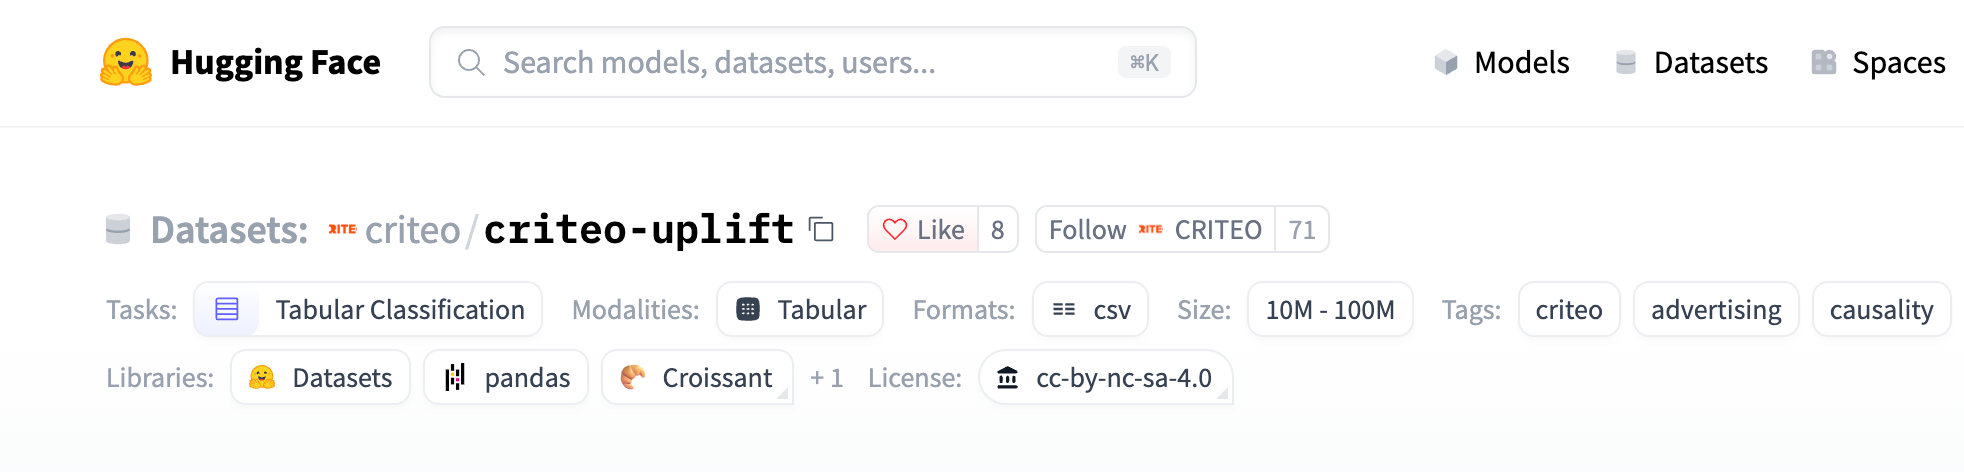 Hugging Face Search models, datasets, users... ⌘K Models Datasets Spaces
Datasets: RITE criteo/criteo-uplift Like 8 Follow RITE CRITEO 71
Tasks: Tabular Classification Modalities: Tabular Formats: csv Size: 10M - 100M Tags: criteo advertising causality
Libraries: Datasets pandas Croissant + 1 License: cc-by-nc-sa-4.0